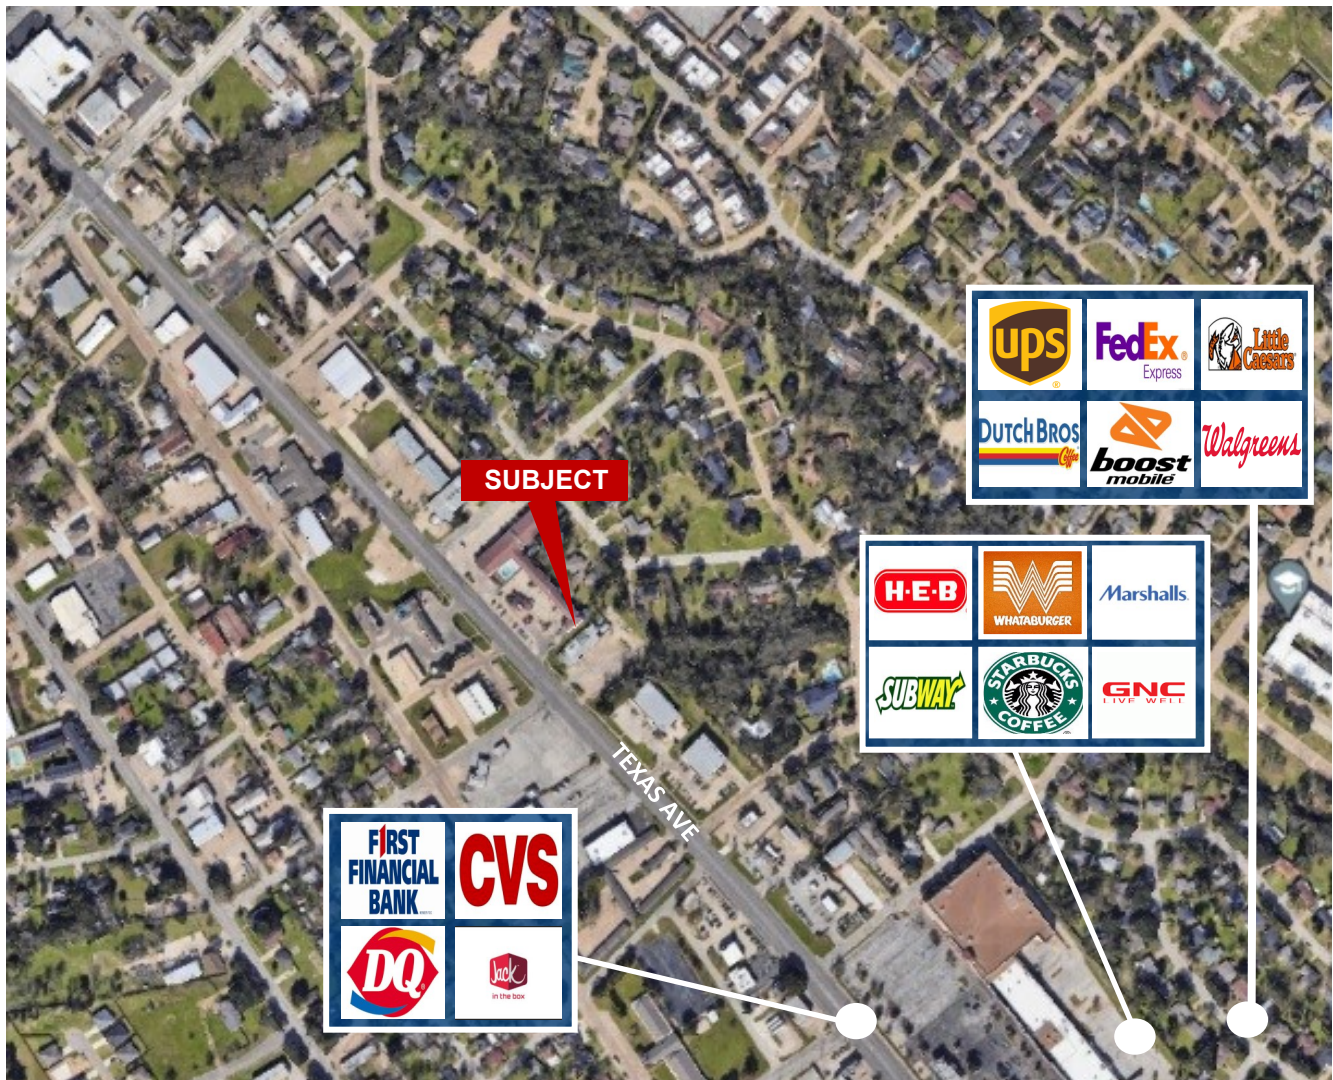 ups
FedEx
Express
Little
Caesars
DUTCH BROS
Coffee
boost
mobile
Walgreens
SUBJECT
H-E-B
WHATABURGER
Marshalls
SUBWAY
STARBUCKS
COFFEE
GNC
LIVE WELL
TEXAS AVE
FIRST
FINANCIAL
BANK
CVS
DQ
Jack
in the box